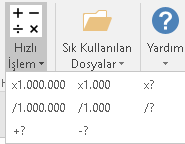 Hızlı
İşlem
Sık Kullanılan
Dosyalar
Yardım
x1.000.000 x1.000 x?
/1.000.000 /1.000 /?
+? -?